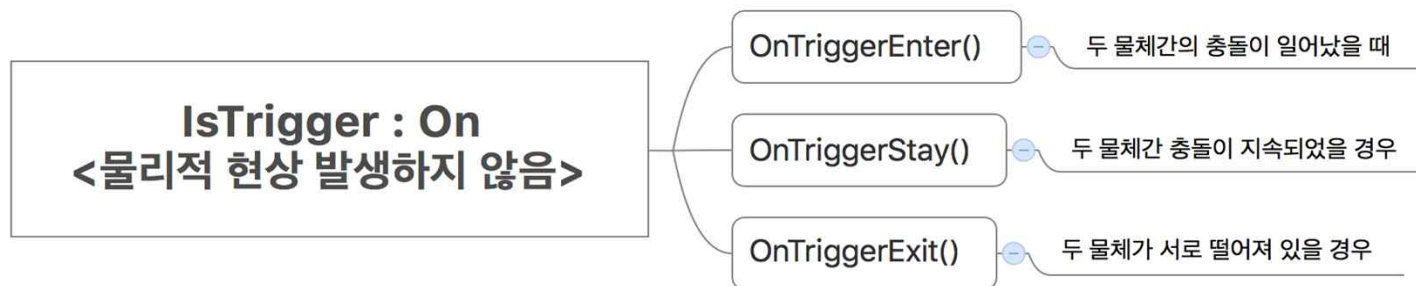 IsTrigger : On
<물리적 현상 발생하지 않음>
OnTriggerEnter()
두 물체간의 충돌이 일어났을 때
OnTriggerStay()
두 물체간 충돌이 지속되었을 경우
OnTriggerExit()
두 물체가 서로 떨어져 있을 경우